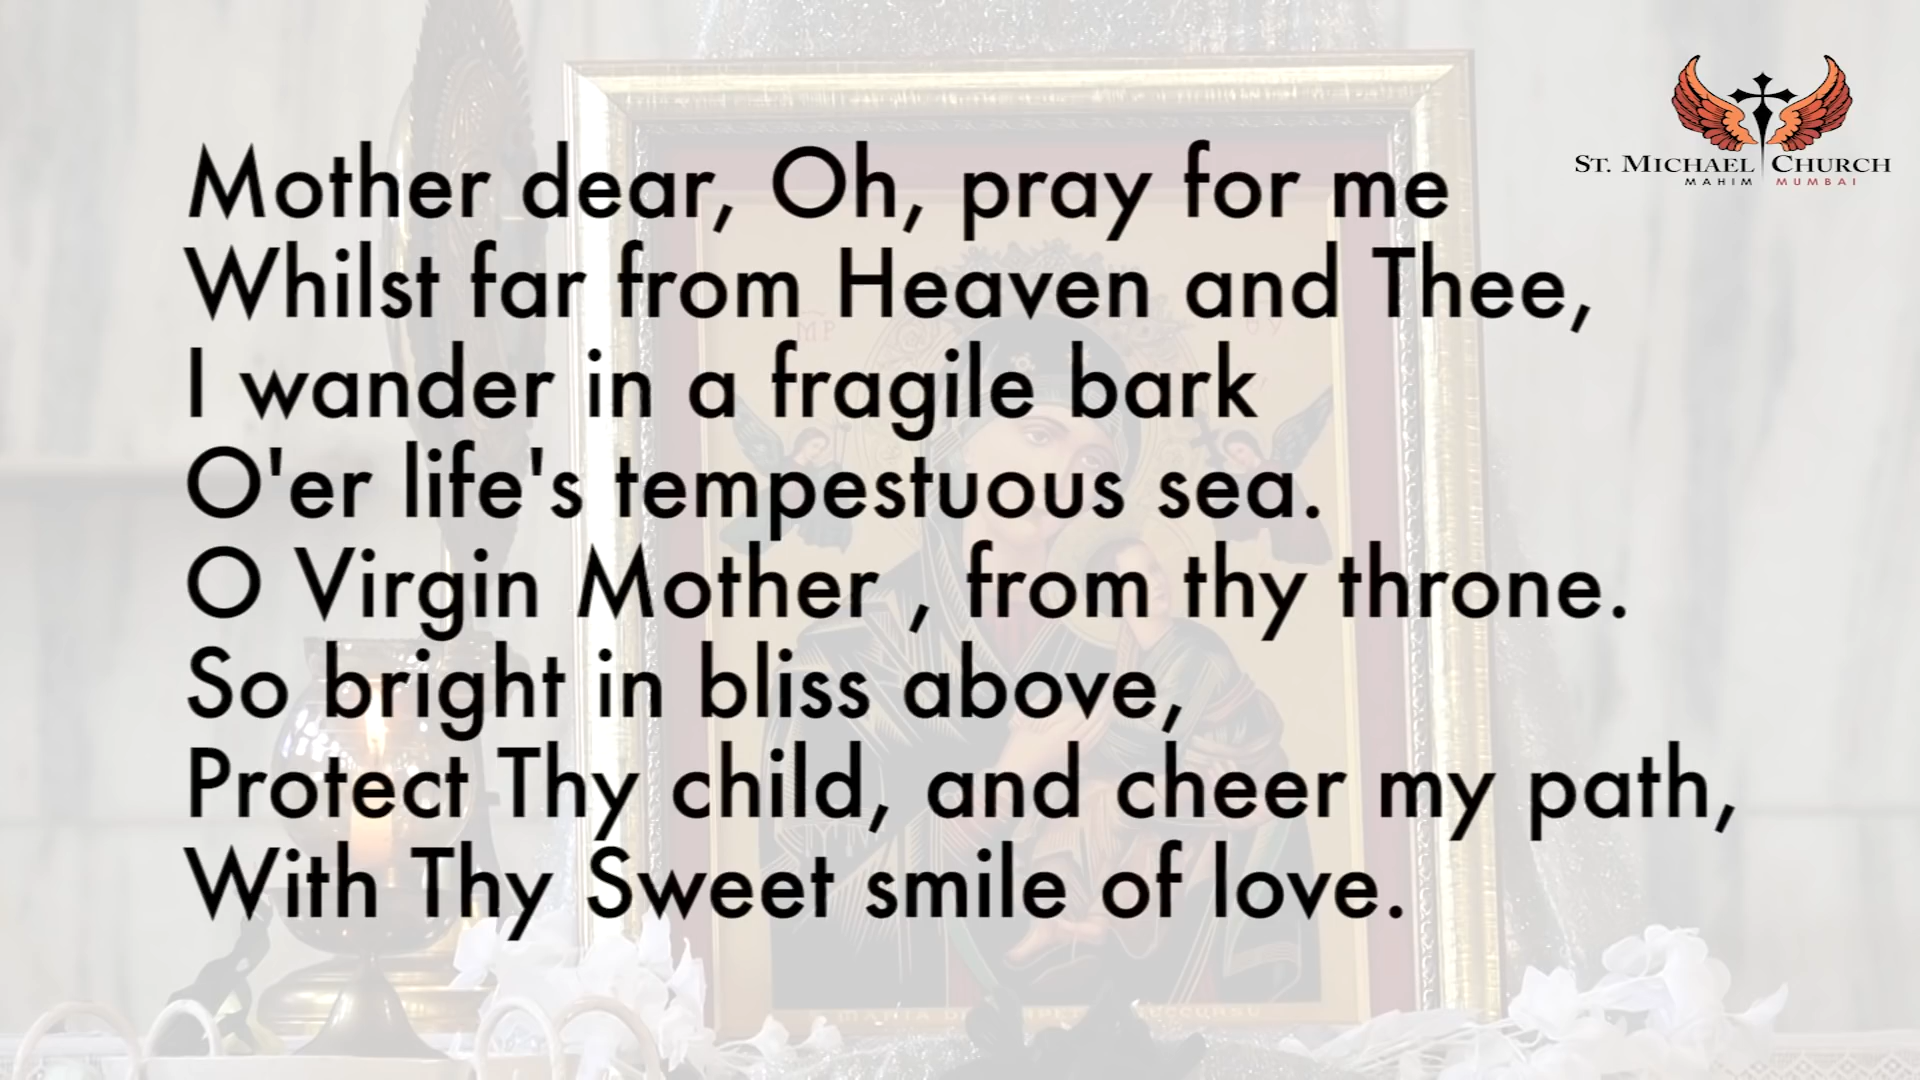 Mother dear, Oh, pray for me
Whilst far from Heaven and Thee,
I wander in a fragile bark
O'er life's tempestuous sea.
O Virgin Mother , from thy throne.
So bright in bliss above,
Protect Thy child, and cheer my path,
With Thy Sweet smile of love.
ST. MICHAEL CHURCH
MAHIM MUMBAI